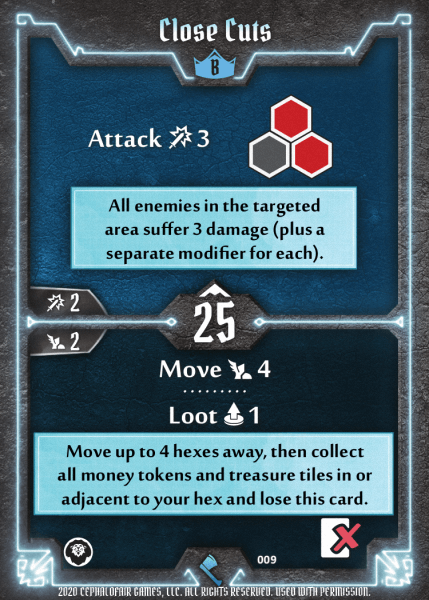 Close Cuts
B
Attack 3
All enemies in the targeted
area suffer 3 damage (plus a
separate modifier for each).
2
25
2
Move 4
Loot 1
Move up to 4 hexes away, then collect
all money tokens and treasure tiles in or
adjacent to your hex and lose this card.
009
2020 CEPHALOFAIR GAMES, LLC. ALL RIGHTS RESERVED. USED WITH PERMISSION.